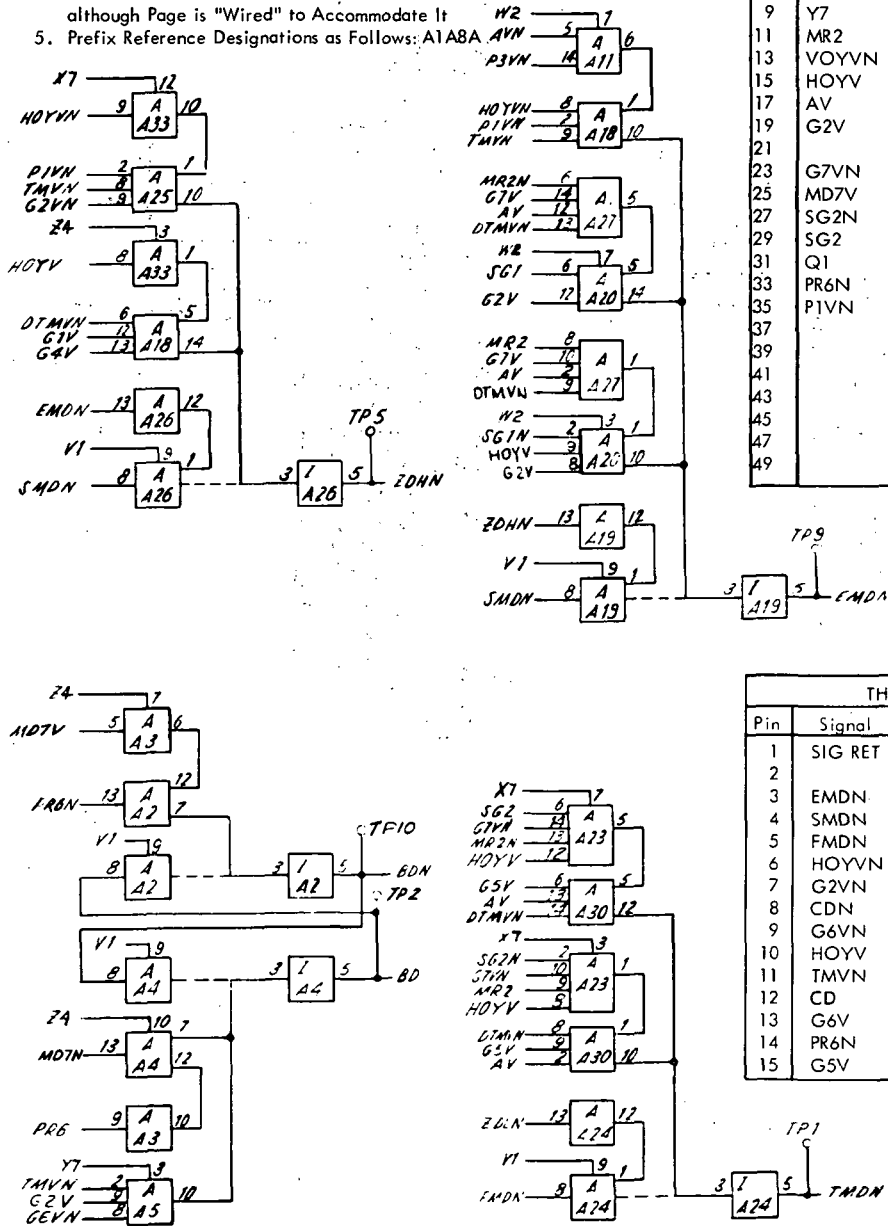 although Page is "Wired" to Accommodate It
5. Prefix Reference Designations as Follows: A1A8A
X7 12
HOYVN 9 A A33 10
P1VN 2
TMVN 8
G2VN 9
A A25 1 10
Z4 3
HOYV 8 A A33 1
DTMVN 6
G1V 12
G4V 13
A A18 5 14
EMDN 13 A A26 12
V1 9
SMDN 8 A A26 1
3 I A26 5 ZDHN
TP5
W2 7
AVN 5
P3VN 14
A A11 6
HOYVN 8
P1VN 2
TMVN 9
A A18 1 10
MR2N 6
G7V 14
AV 12
DTMVN 13
A A27 5
W2 7
SG1 6
G2V 12
A A20 5 14
MR2 8
G7V 10
AV 2
DTMVN 9
A A27 1
W2 3
SG1N 2
HOYV 9
G2V 8
A A20 1 10
ZDHN 13 A A19 12
V1 9
SMDN 8 A A19 1
3 I A19 5 EMDN
TP9
9 Y7
11 MR2
13 VOYVN
15 HOYV
17 AV
19 G2V
21
23 G7VN
25 MD7V
27 SG2N
29 SG2
31 Q1
33 PR6N
35 P1VN
37
39
41
43
45
47
49
Z4 7
MD7V 5 A A3 6
PR6N 13 A A2 12 7
V1 9
8 A A2
3 I A2 5 BDN
TP10
TP2
V1 9
8 A A4
3 I A4 5 BD
Z4 10
MD7N 13 A A4 7 12
PR6 9 A A3 10
Y7 3
TMVN 2
G2V 9
GEVN 8
A A5 10
X7 7
SG2 6
G7VN 14
MR2N 13
HOYV 12
A A23 5
G5V 6
AV 13
DTMVN 14
A A30 5 12
X7 3
SG2N 2
G7VN 10
MR2 9
HOYV 8
A A23 1
DTMVN 8
G5V 9
AV 2
A A30 1 10
13 A A24 12
V1 9
FMDN 8 A A24 1
3 I A24 5 TMDN
TP1
TH
Pin Signal
1 SIG RET
2
3 EMDN
4 SMDN
5 FMDN
6 HOYVN
7 G2VN
8 CDN
9 G6VN
10 HOYV
11 TMVN
12 CD
13 G6V
14 PR6N
15 G5V